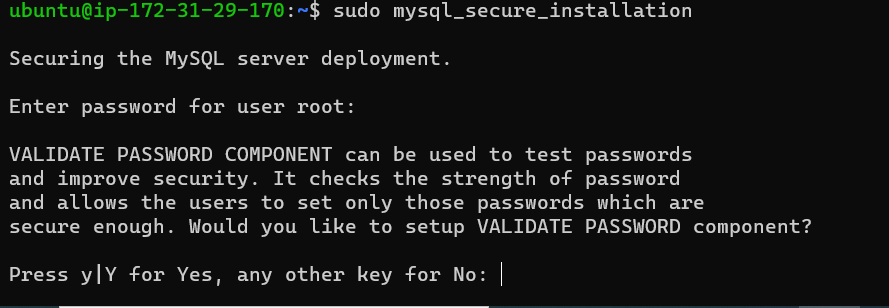 ubuntu@ip-172-31-29-170:~$ sudo mysql_secure_installation
Securing the MySQL server deployment.
Enter password for user root:
VALIDATE PASSWORD COMPONENT can be used to test passwords
and improve security. It checks the strength of password
and allows the users to set only those passwords which are
secure enough. Would you like to setup VALIDATE PASSWORD component?
Press y|Y for Yes, any other key for No: